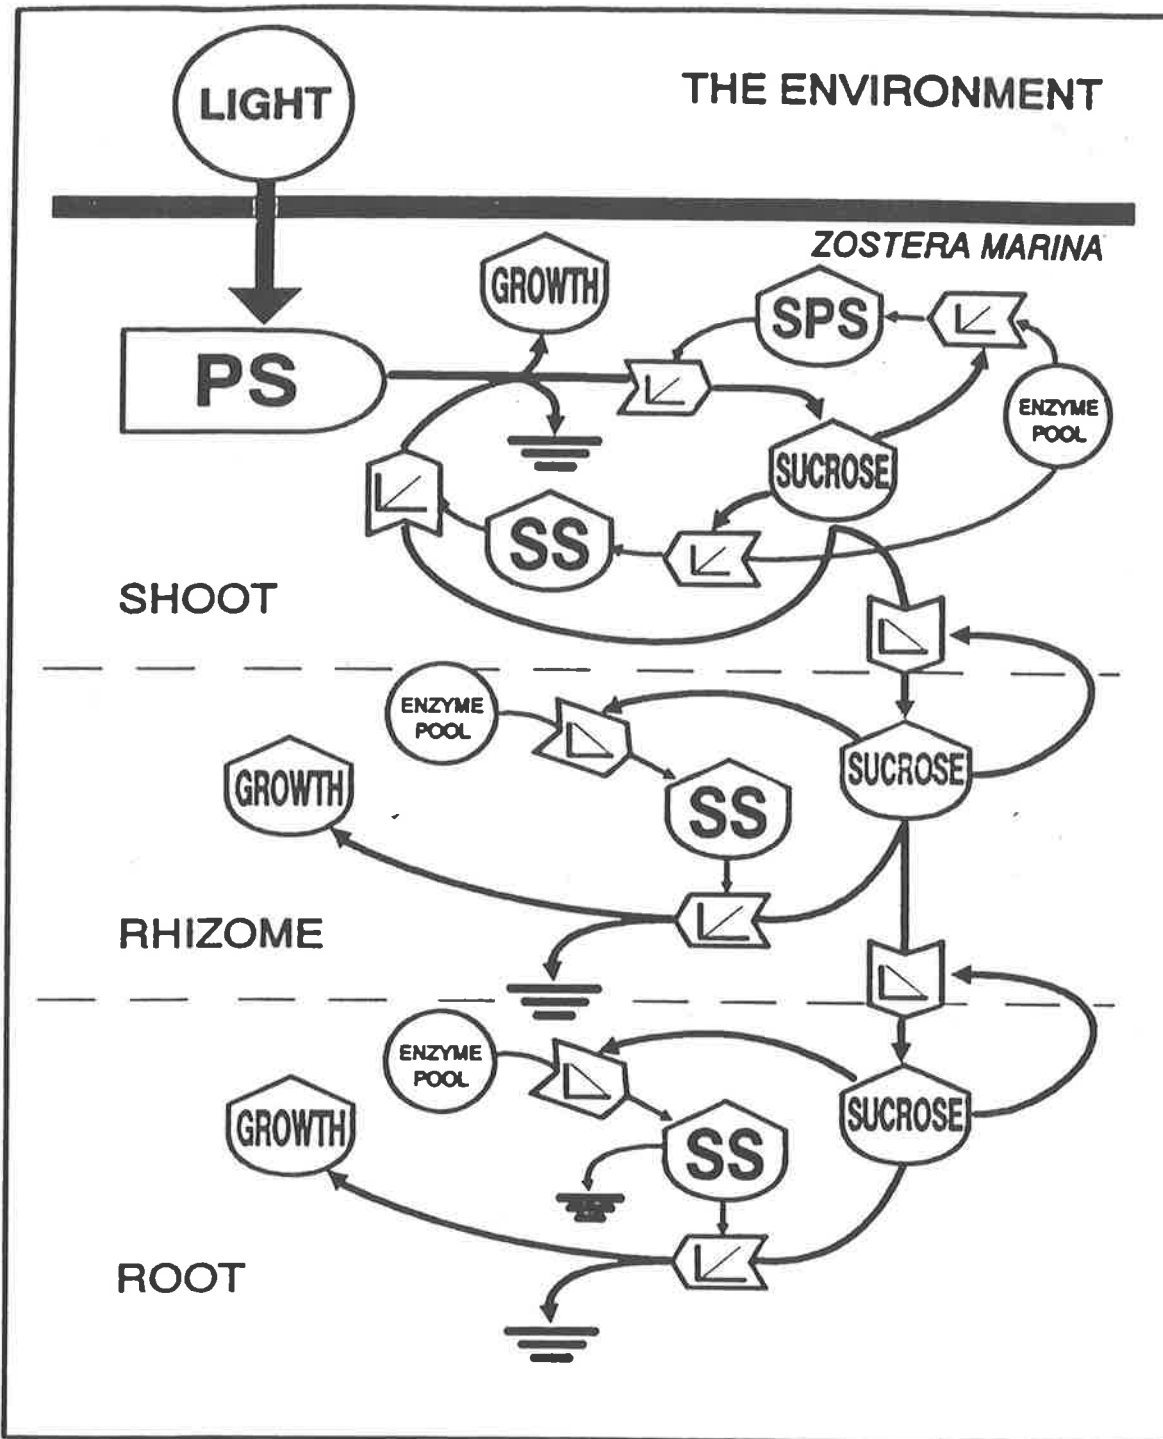 LIGHT
THE ENVIRONMENT
ZOSTERA MARINA
GROWTH
SPS
PS
ENZYME
POOL
SUCROSE
SS
SHOOT
ENZYME
POOL
SUCROSE
GROWTH
SS
RHIZOME
ENZYME
POOL
SUCROSE
GROWTH
SS
ROOT